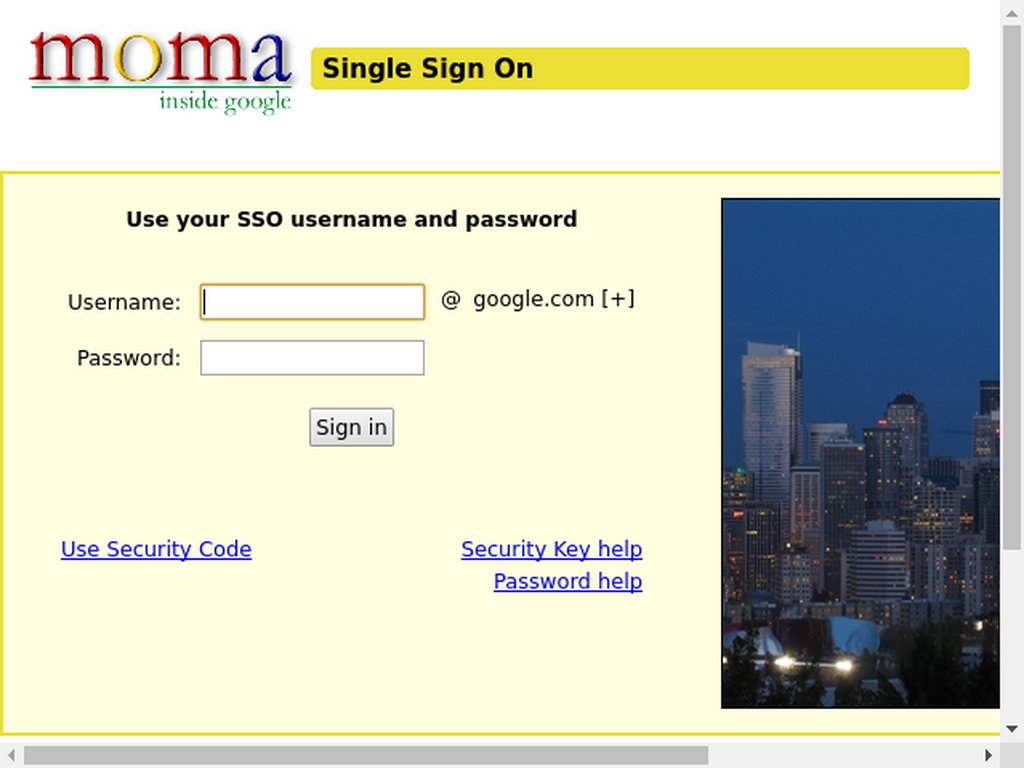 moma
inside google
Single Sign On
Use your SSO username and password
Username:
@ google.com [+]
Password:
Sign in
Use Security Code
Security Key help
Password help